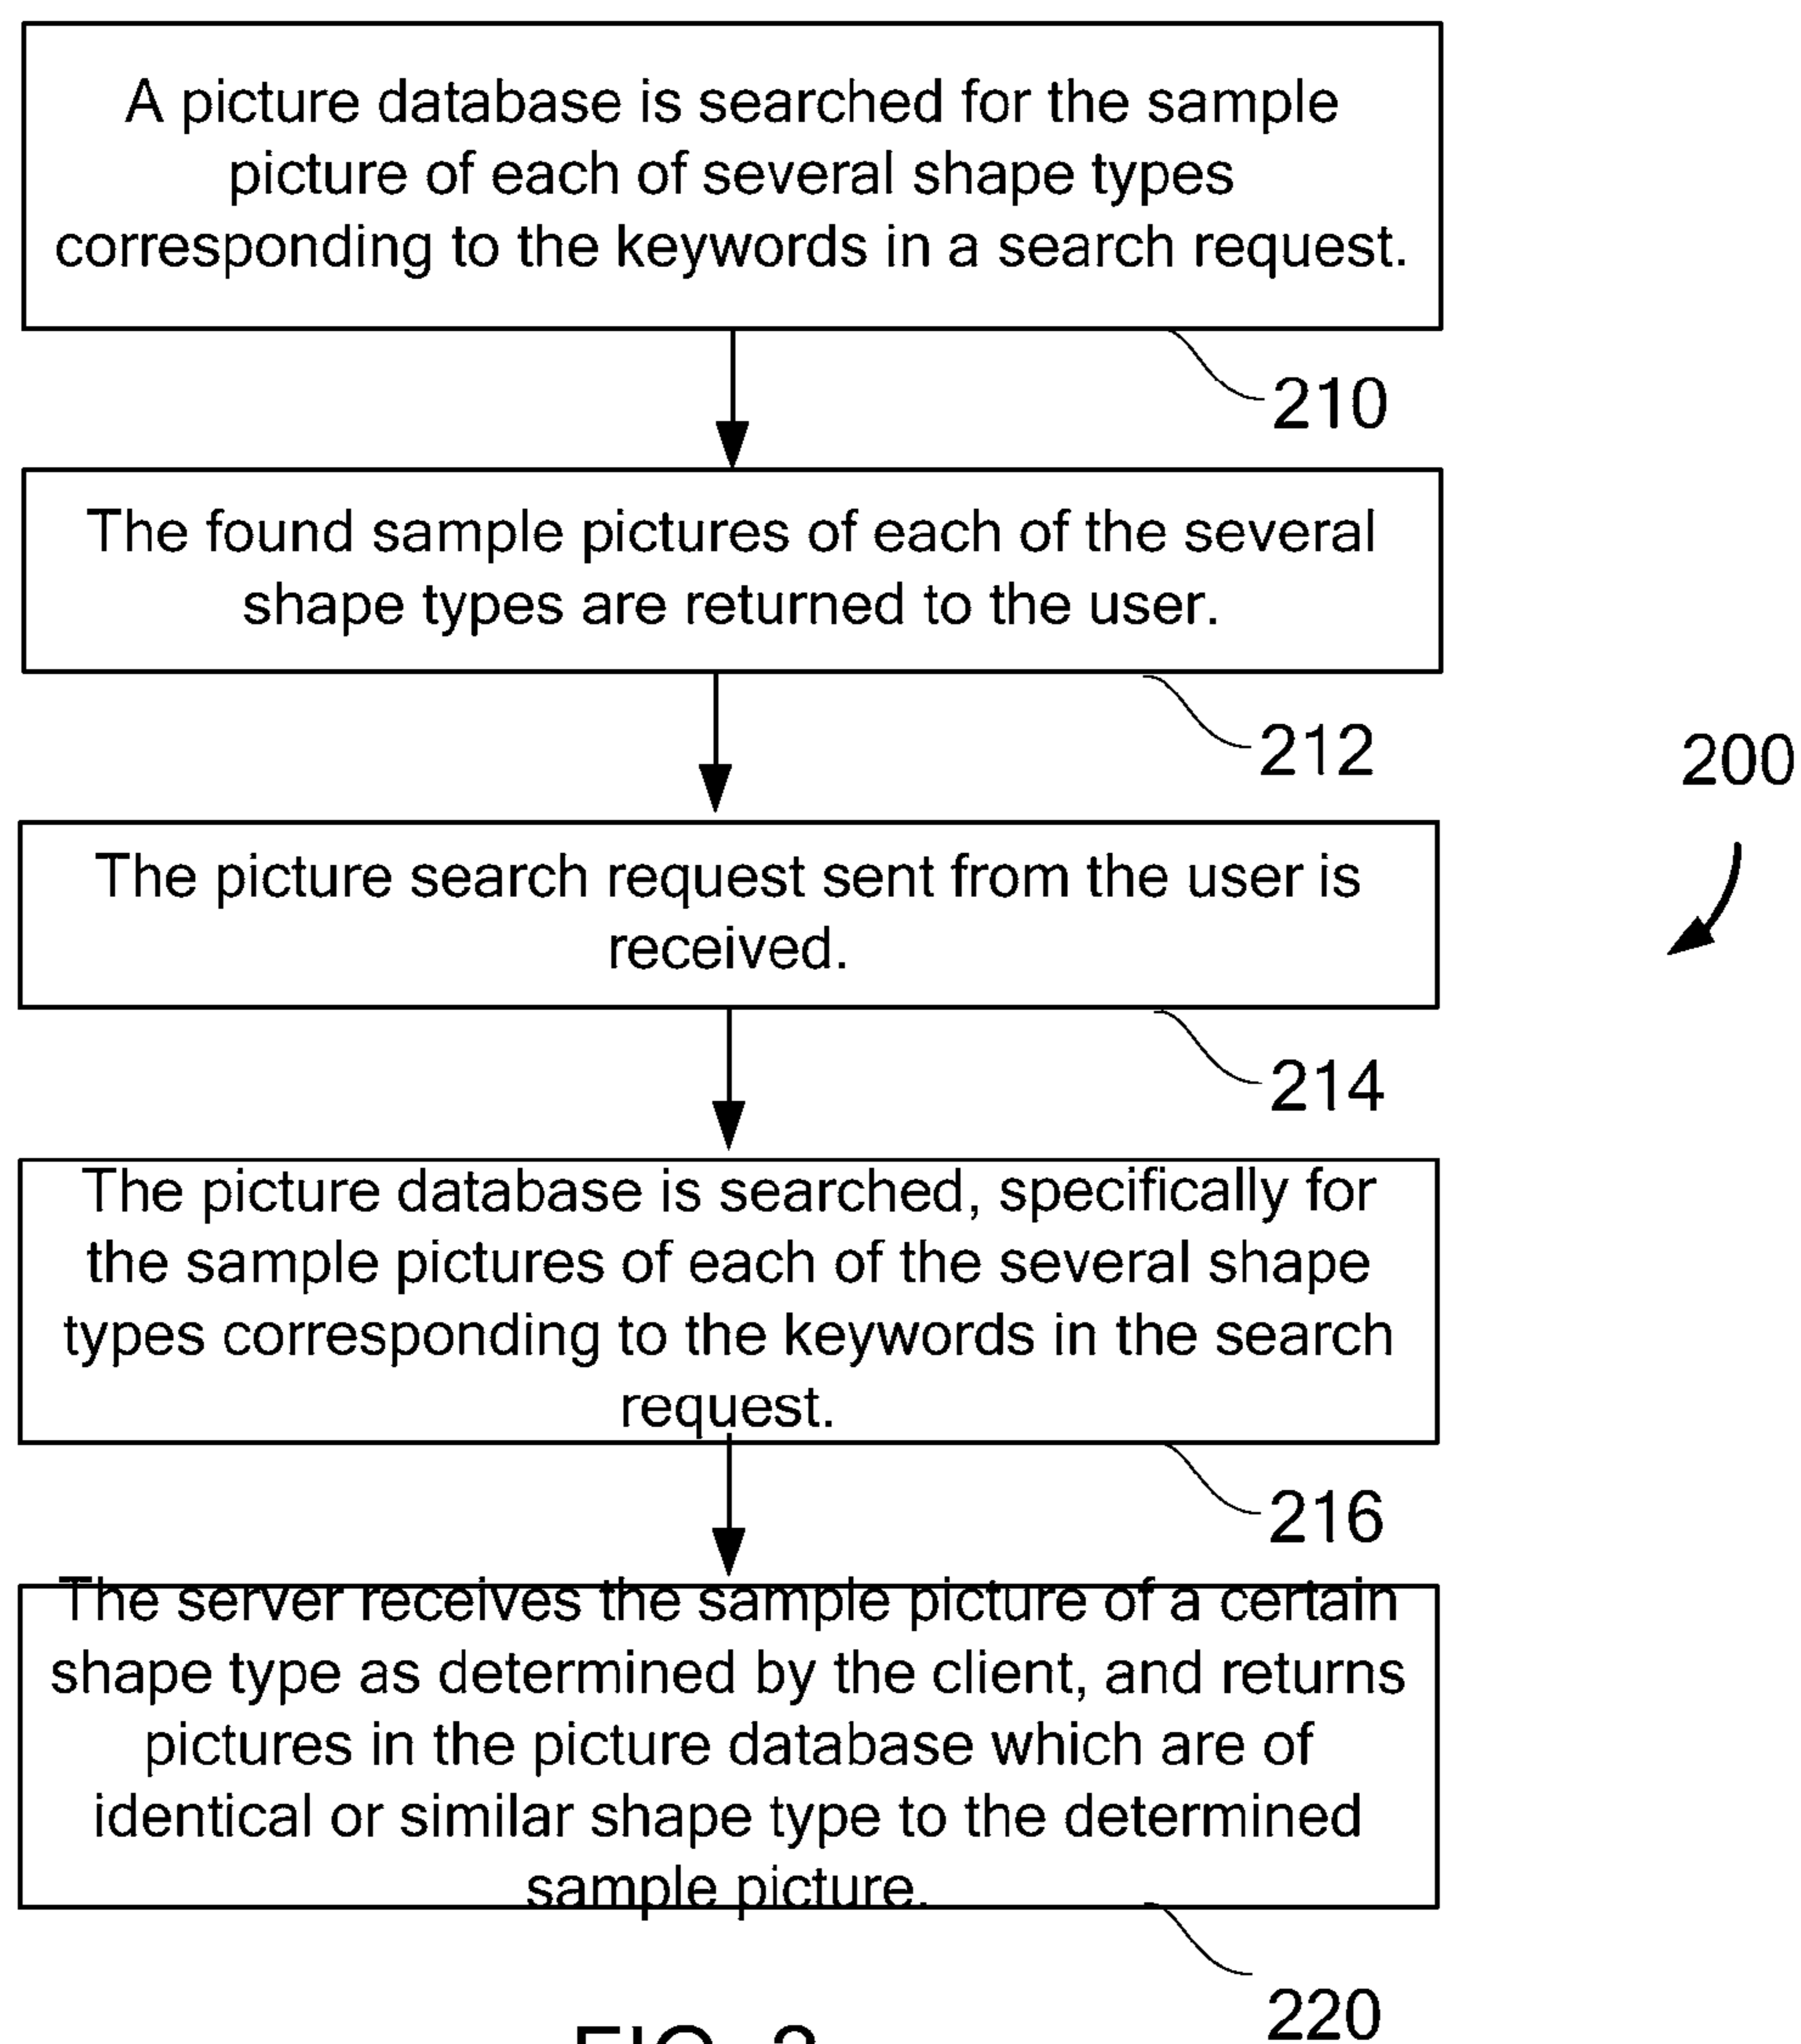 A picture database is searched for the sample
picture of each of several shape types
corresponding to the keywords in a search request.
210
The found sample pictures of each of the several
shape types are returned to the user.
212
200
The picture search request sent from the user is
received.
214
The picture database is searched, specifically for
the sample pictures of each of the several shape
types corresponding to the keywords in the search
request.
216
The server receives the sample picture of a certain
shape type as determined by the client, and returns
pictures in the picture database which are of
identical or similar shape type to the determined
sample picture.
220
FIG.